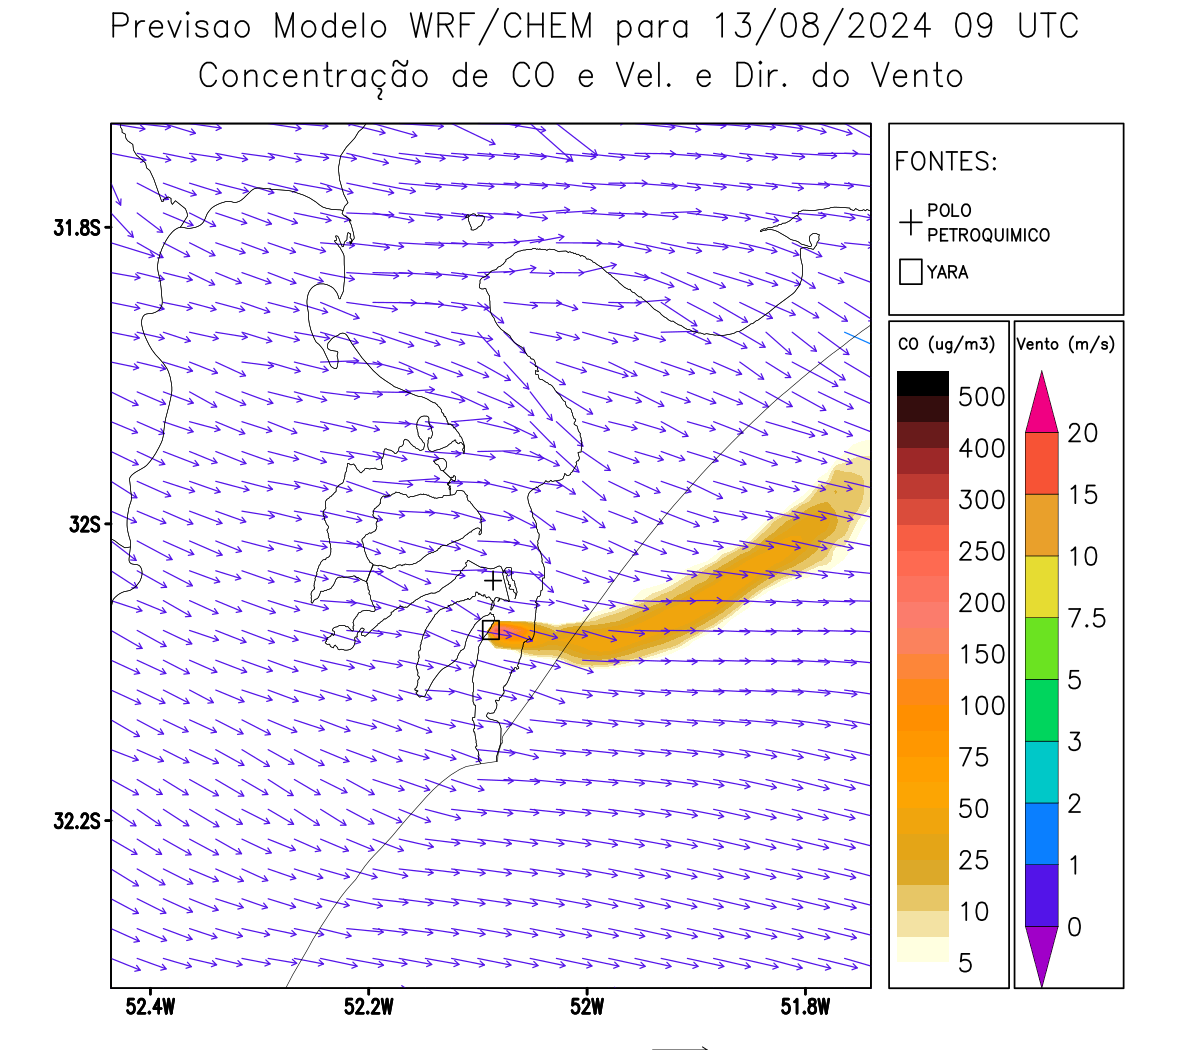 Previsao Modelo WRF/CHEM para 13/08/2024 09 UTC
Concentração de CO e Vel. e Dir. do Vento
FONTES:
POLO
PETROQUIMICO
YARA
CO (ug/m3)
500
400
300
250
200
150
100
75
50
25
10
5
Vento (m/s)
20
15
10
7.5
5
3
2
1
0
31.8S
32S
32.2S
52.4W
52.2W
52W
51.8W